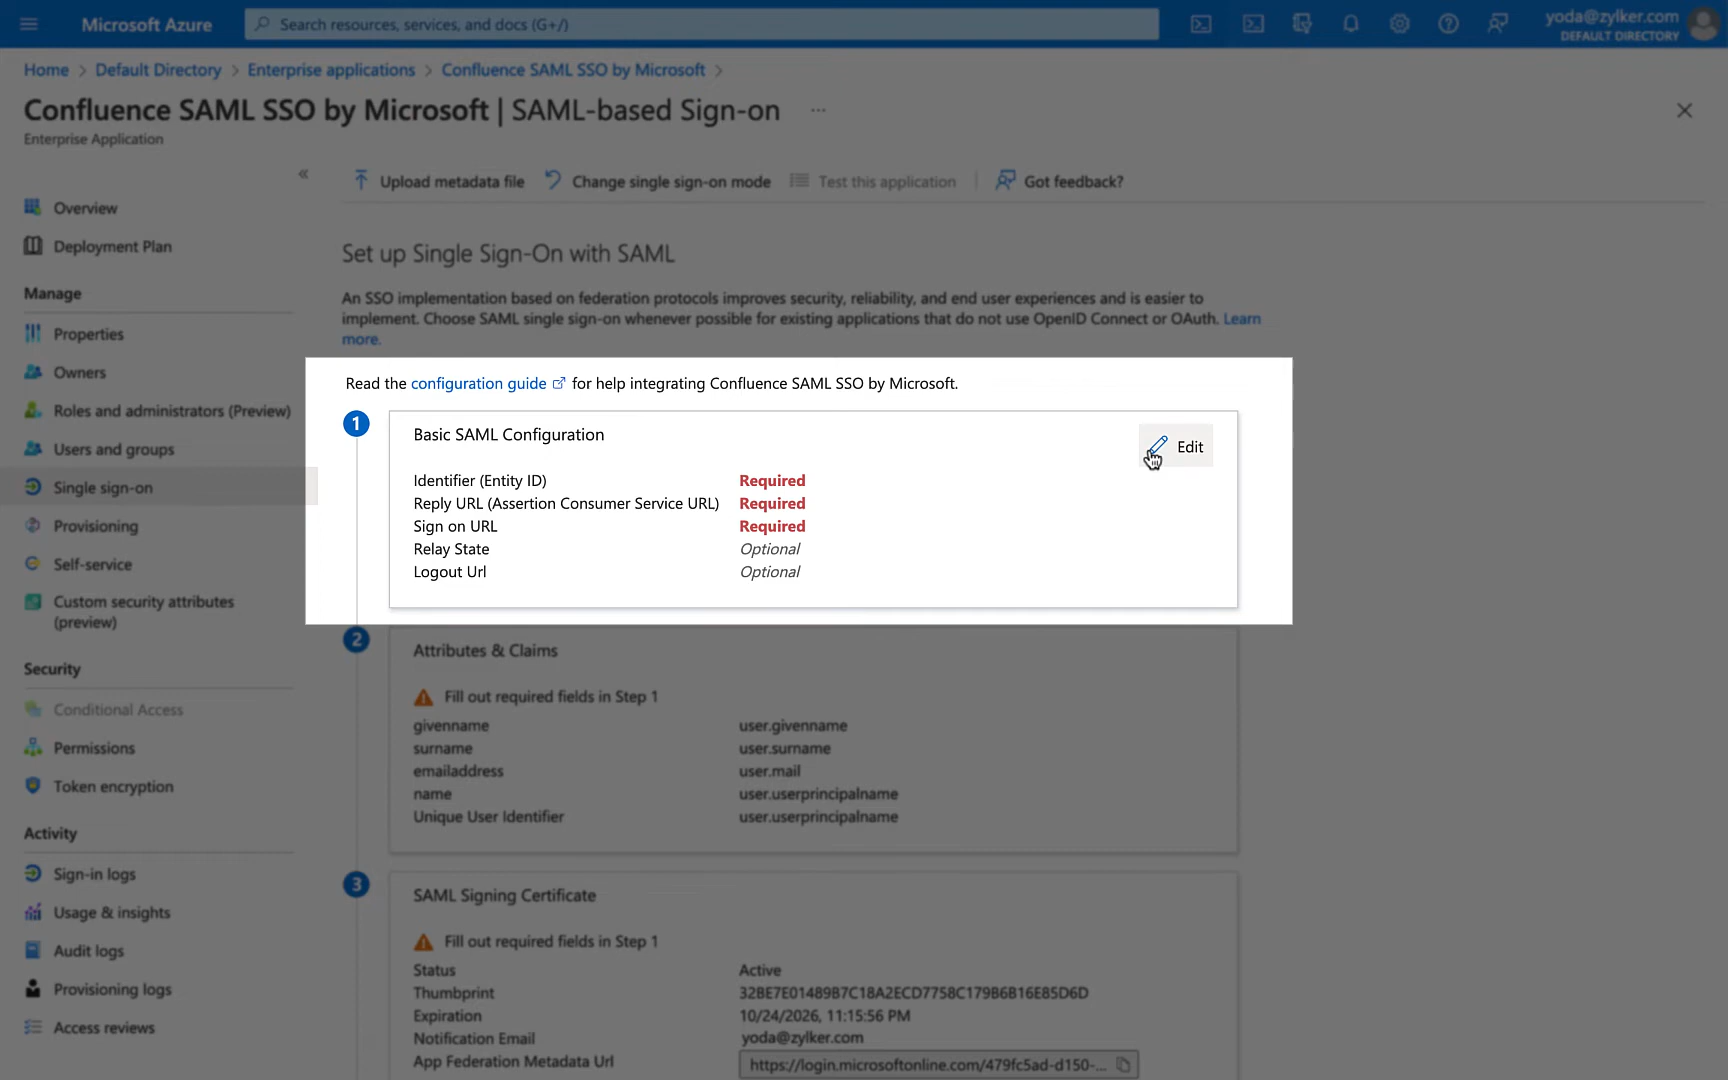 Microsoft Azure
Search resources, services, and docs (G+/)
yoda@zylker.com
DEFAULT DIRECTORY
Home > Default Directory > Enterprise applications > Confluence SAML SSO by Microsoft >
Confluence SAML SSO by Microsoft | SAML-based Sign-on ...
Enterprise Application
«
Upload metadata file
Change single sign-on mode
Test this application
Got feedback?
Overview
Deployment Plan
Manage
Properties
Owners
Roles and administrators (Preview)
Users and groups
Single sign-on
Provisioning
Self-service
Custom security attributes
(preview)
Security
Conditional Access
Permissions
Token encryption
Activity
Sign-in logs
Usage & insights
Audit logs
Provisioning logs
Access reviews
Set up Single Sign-On with SAML
An SSO implementation based on federation protocols improves security, reliability, and end user experiences and is easier to
implement. Choose SAML single sign-on whenever possible for existing applications that do not use OpenID Connect or OAuth. Learn
more.
Read the configuration guide for help integrating Confluence SAML SSO by Microsoft.
1
Basic SAML Configuration
Edit
Identifier (Entity ID) Required
Reply URL (Assertion Consumer Service URL) Required
Sign on URL Required
Relay State Optional
Logout Url Optional
2
Attributes & Claims
Fill out required fields in Step 1
givenname user.givenname
surname user.surname
emailaddress user.mail
name user.userprincipalname
Unique User Identifier user.userprincipalname
3
SAML Signing Certificate
Fill out required fields in Step 1
Status Active
Thumbprint 32BE7E01489B7C18A2ECD7758C179B6B16E85D6D
Expiration 10/24/2026, 11:15:56 PM
Notification Email yoda@zylker.com
App Federation Metadata Url https://login.microsoftonline.com/479fc5ad-d150-...